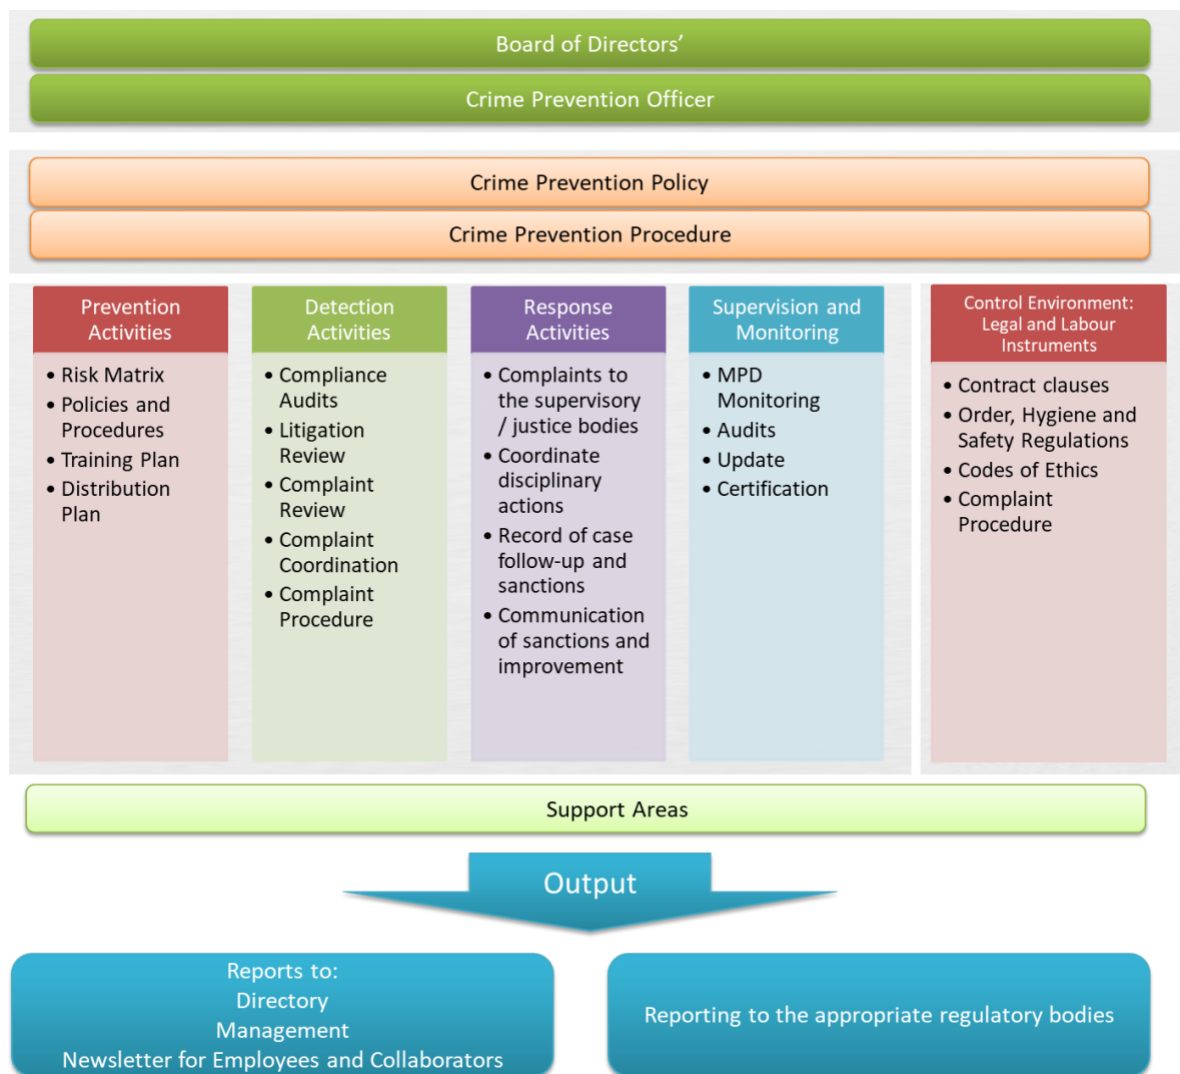 Board of Directors’
Crime Prevention Officer
Crime Prevention Policy
Crime Prevention Procedure
Prevention
Activities
• Risk Matrix
• Policies and
Procedures
• Training Plan
• Distribution
Plan
Detection
Activities
• Compliance
Audits
• Litigation
Review
• Complaint
Review
• Complaint
Coordination
• Complaint
Procedure
Response
Activities
• Complaints to
the supervisory
/ justice bodies
• Coordinate
disciplinary
actions
• Record of case
follow-up and
sanctions
• Communication
of sanctions and
improvement
Supervision and
Monitoring
• MPD
Monitoring
• Audits
• Update
• Certification
Control Environment:
Legal and Labour
Instruments
• Contract clauses
• Order, Hygiene and
Safety Regulations
• Codes of Ethics
• Complaint
Procedure
Support Areas
Output
Reports to:
Directory
Management
Newsletter for Employees and Collaborators
Reporting to the appropriate regulatory bodies